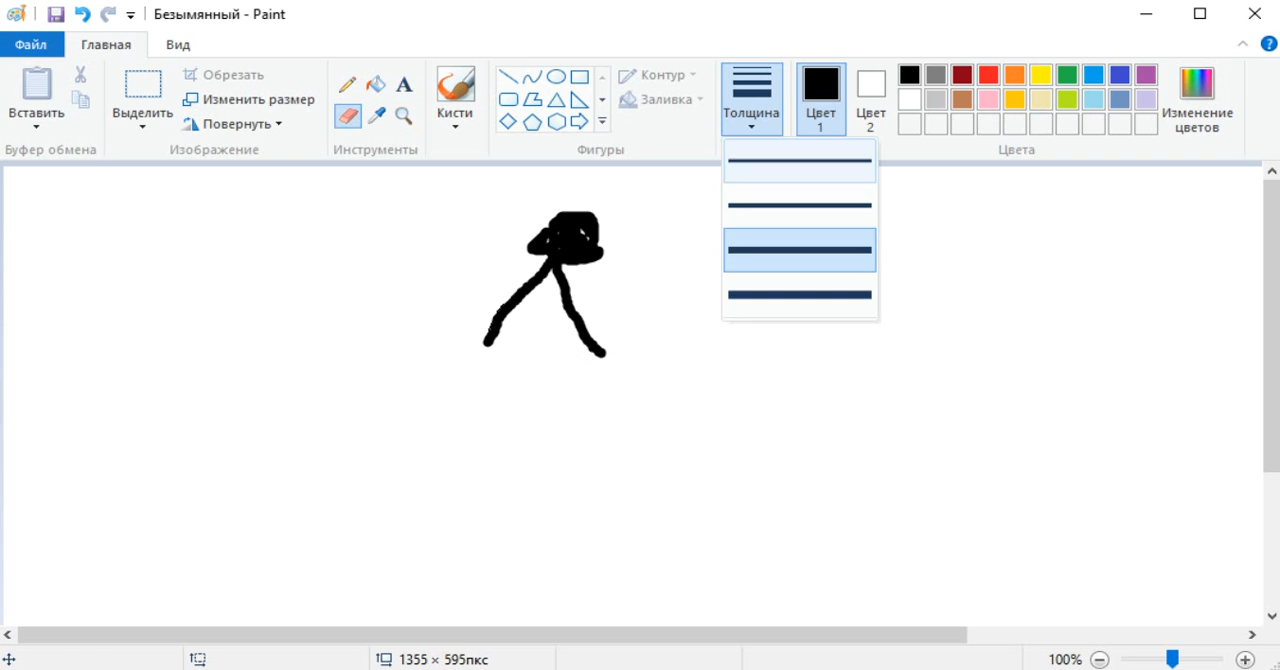 Безымянный - Paint
Файл Главная Вид
Вставить
Буфер обмена
Выделить
Обрезать
Изменить размер
Повернуть
Изображение
A
Инструменты
Кисти
Контур
Заливка
Фигуры
Толщина
Цвет
1
Цвет
2
Изменение
цветов
Цвета
1355 × 595пкс
100%